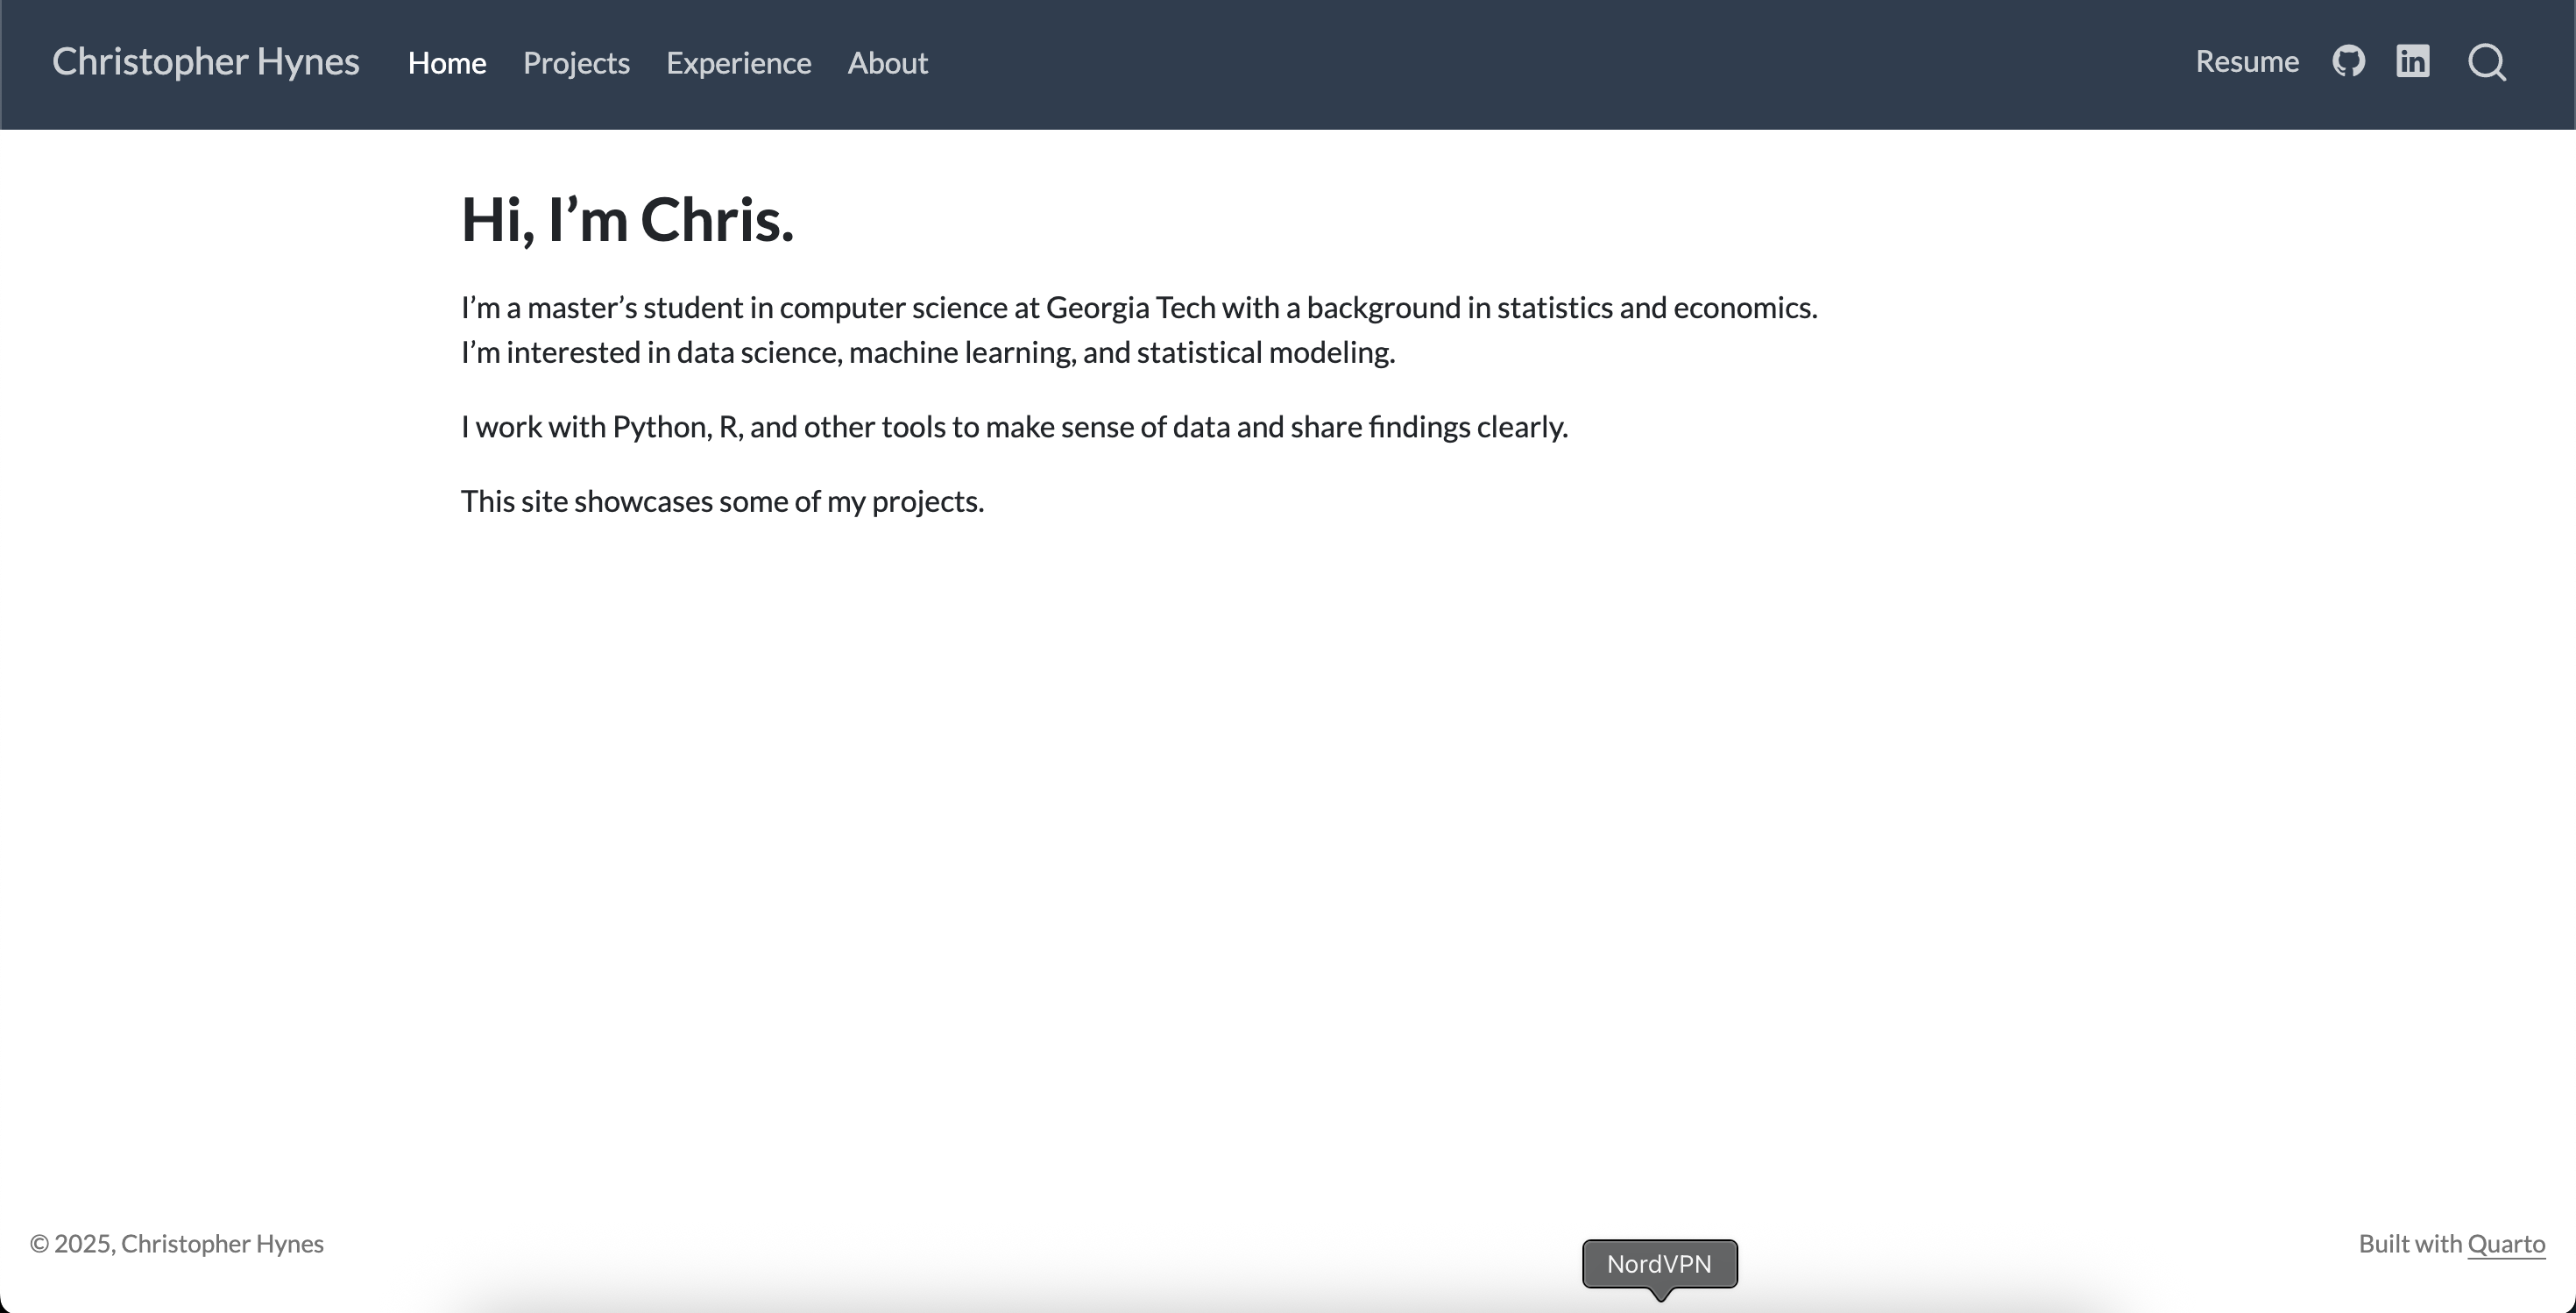 Christopher Hynes Home Projects Experience About Resume
Hi, I’m Chris.
I’m a master’s student in computer science at Georgia Tech with a background in statistics and economics.
I’m interested in data science, machine learning, and statistical modeling.
I work with Python, R, and other tools to make sense of data and share findings clearly.
This site showcases some of my projects.
© 2025, Christopher Hynes
Built with Quarto
NordVPN